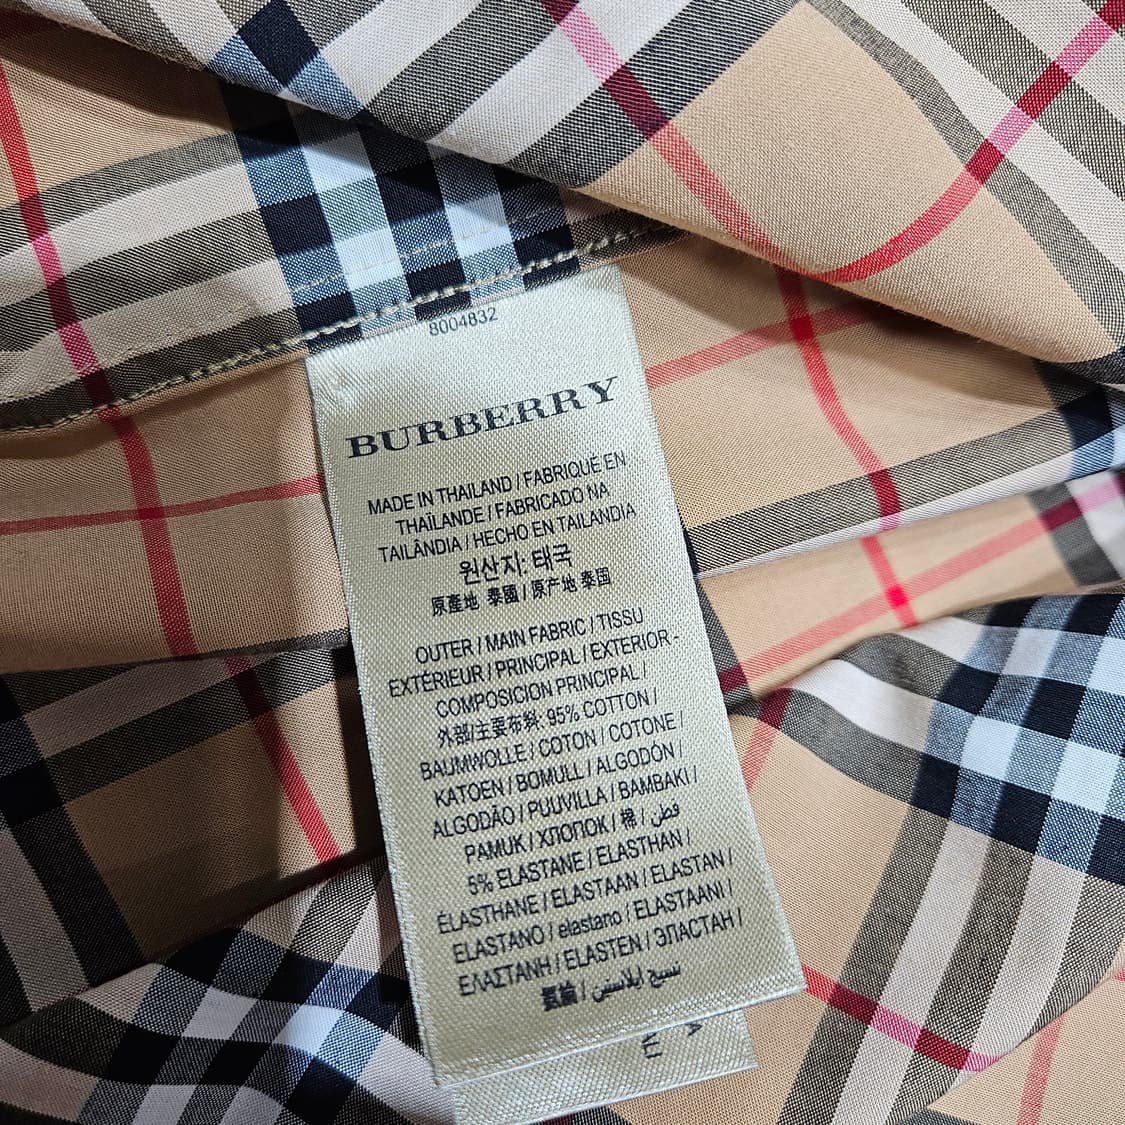 8004832
BURBERRY
MADE IN THAILAND / FABRIQUÉ EN
THAÏLANDE / FABRICADO NA
TAILÂNDIA / HECHO EN TAILANDIA
원산지: 태국
原產地 泰國 / 原产地 泰国
OUTER / MAIN FABRIC / TISSU
EXTÉRIEUR / PRINCIPAL / EXTERIOR -
COMPOSICION PRINCIPAL /
外部/主要布料: 95% COTTON /
BAUMWOLLE / COTON / COTONE /
KATOEN / BOMULL / ALGODÓN /
ALGODÃO / PUUVILLA / BAMBAKI /
PAMUK / ХЛОПОК / 棉 / قطن
5% ELASTANE / ELASTHAN /
ÉLASTHANE / ELASTAAN / ELASTAN /
ELASTANO / elastano / ELASTAANI /
ΕΛΑΣΤΑΝΗ / ELASTEN / ЭЛАСТАН /
氨綸 / نسيج إيلاستين